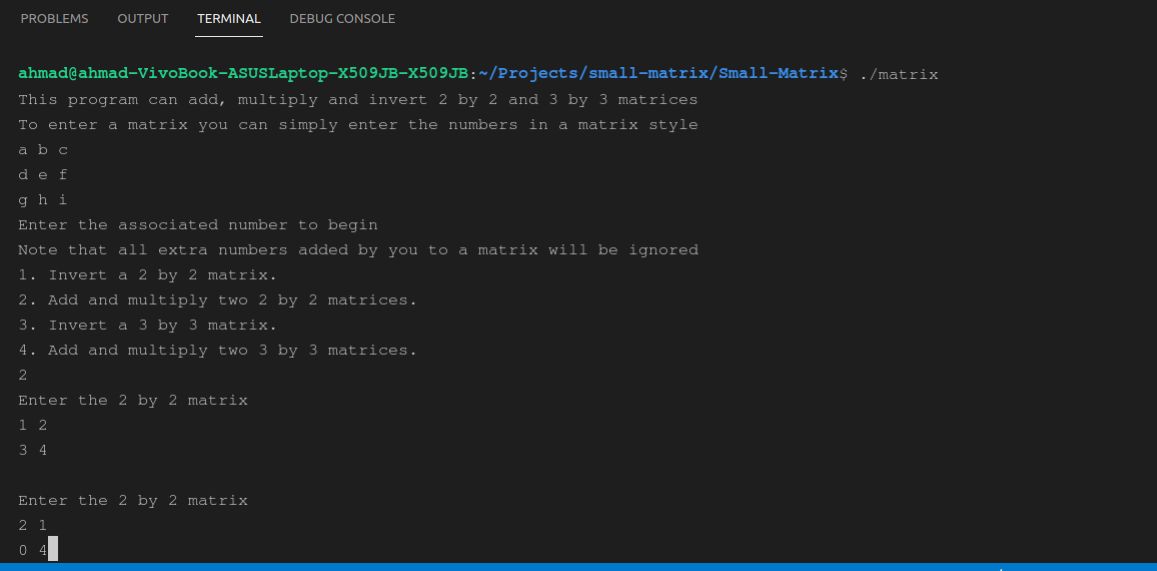 PROBLEMS OUTPUT TERMINAL DEBUG CONSOLE
ahmad@ahmad-VivoBook-ASUSLaptop-X509JB-X509JB:~/Projects/small-matrix/Small-Matrix$ ./matrix
This program can add, multiply and invert 2 by 2 and 3 by 3 matrices
To enter a matrix you can simply enter the numbers in a matrix style
a b c
d e f
g h i
Enter the associated number to begin
Note that all extra numbers added by you to a matrix will be ignored
1. Invert a 2 by 2 matrix.
2. Add and multiply two 2 by 2 matrices.
3. Invert a 3 by 3 matrix.
4. Add and multiply two 3 by 3 matrices.
2
Enter the 2 by 2 matrix
1 2
3 4
Enter the 2 by 2 matrix
2 1
0 4